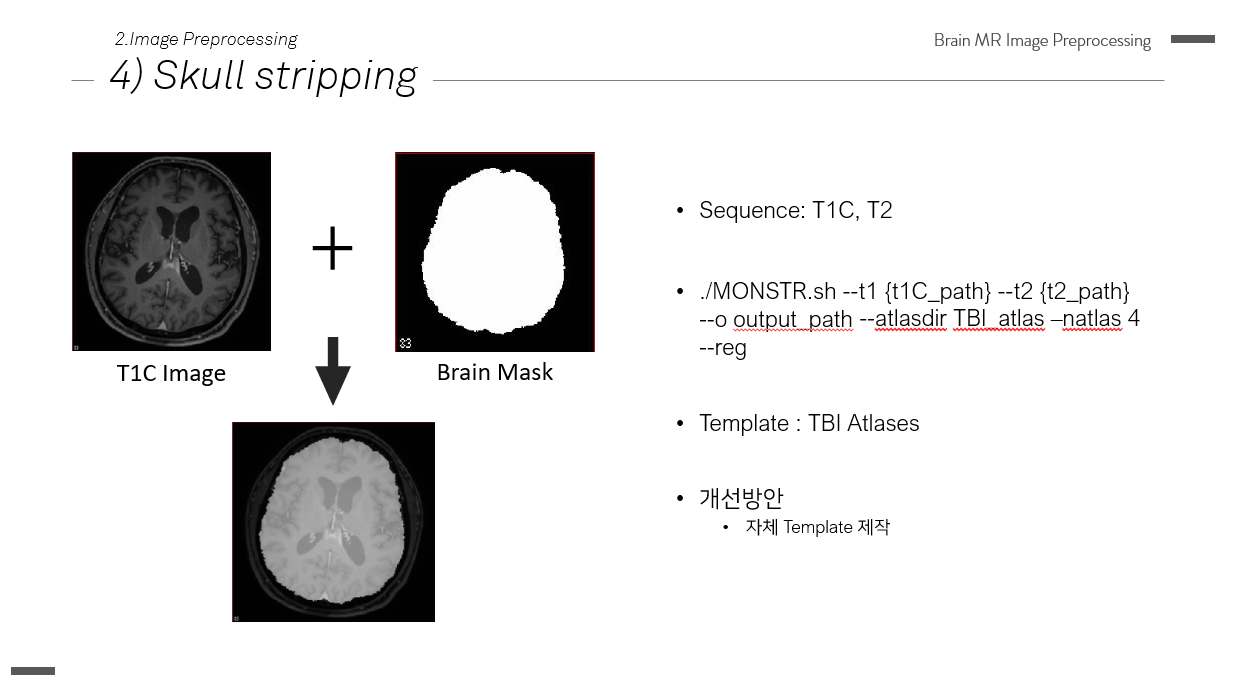 2.Image Preprocessing
Brain MR Image Preprocessing
4) Skull stripping
T1C Image
Brain Mask
• Sequence: T1C, T2
• ./MONSTR.sh --t1 {t1C_path} --t2 {t2_path}
--o output_path --atlasdir TBI_atlas –natlas 4
--reg
• Template : TBI Atlases
• 개선방안
• 자체 Template 제작